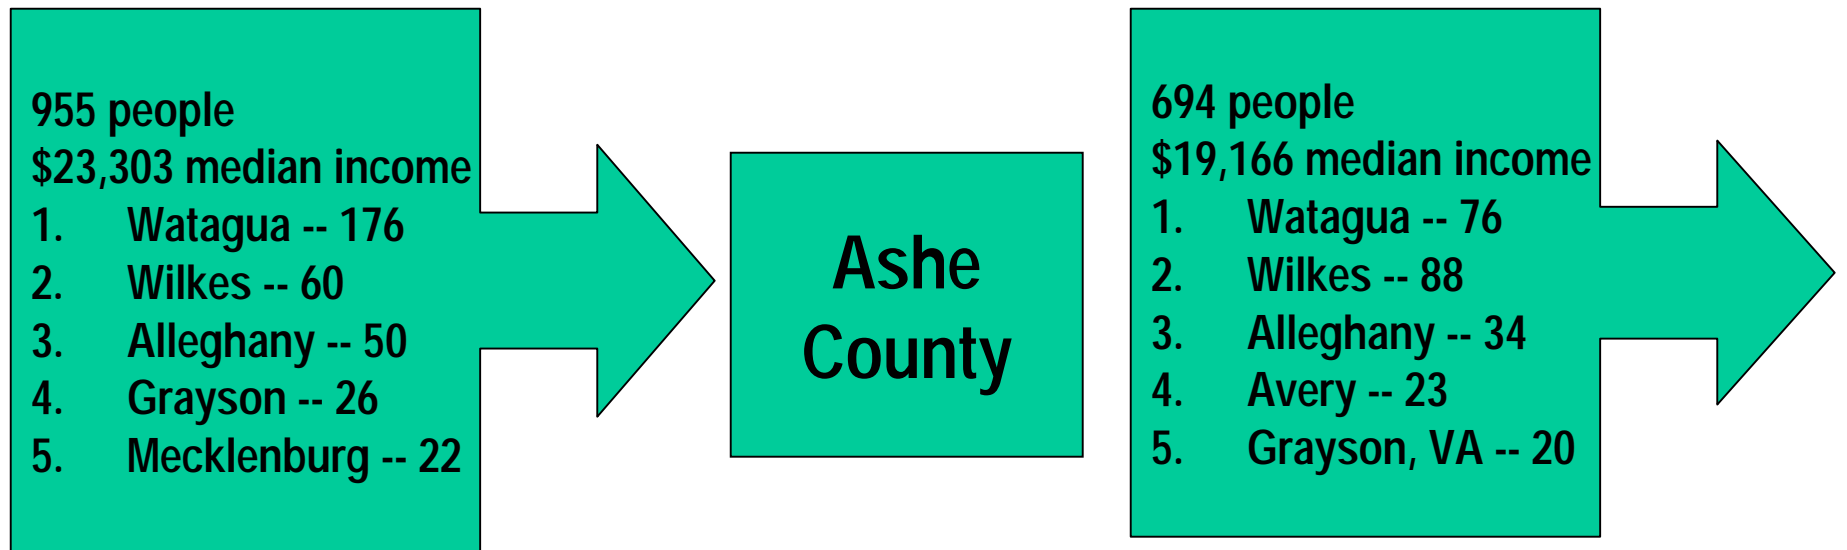 955 people
$23,303 median income
1. Watagua -- 176
2. Wilkes -- 60
3. Alleghany -- 50
4. Grayson -- 26
5. Mecklenburg -- 22
Ashe
County
694 people
$19,166 median income
1. Watagua -- 76
2. Wilkes -- 88
3. Alleghany -- 34
4. Avery -- 23
5. Grayson, VA -- 20